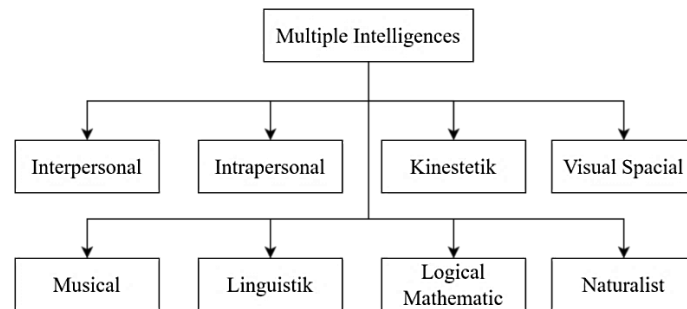 Multiple Intelligences
Interpersonal
Intrapersonal
Kinestetik
Visual Spacial
Musical
Linguistik
Logical
Mathematic
Naturalist